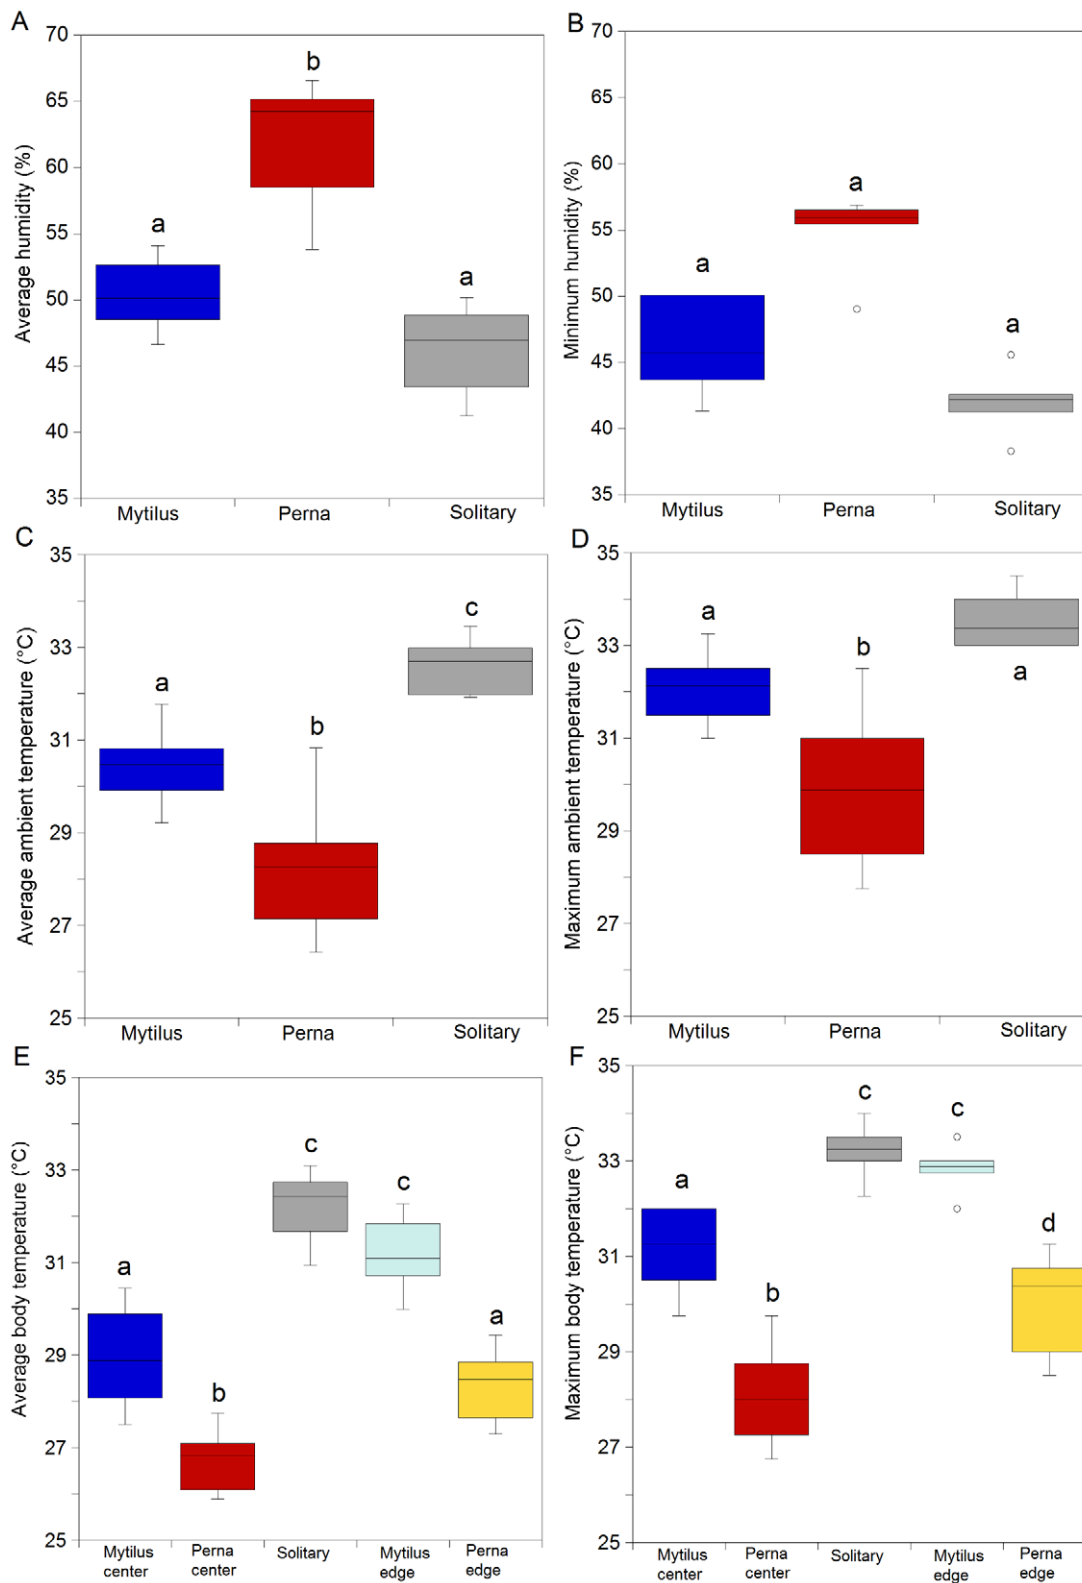 A
Average humidity (%)
70
65
60
55
50
45
40
35
a
b
a
Mytilus Perna Solitary
B
Minimum humidity (%)
70
65
60
55
50
45
40
35
a
a
a
Mytilus Perna Solitary
C
Average ambient temperature (°C)
35
33
31
29
27
25
a
b
c
Mytilus Perna Solitary
D
Maximum ambient temperature (°C)
35
33
31
29
27
25
a
b
a
Mytilus Perna Solitary
E
Average body temperature (°C)
35
33
31
29
27
25
a
b
c
c
a
Mytilus Perna Solitary Mytilus Perna
center center edge edge
F
Maximum body temperature (°C)
35
33
31
29
27
25
a
b
c
c
d
Mytilus Perna Solitary Mytilus Perna
center center edge edge